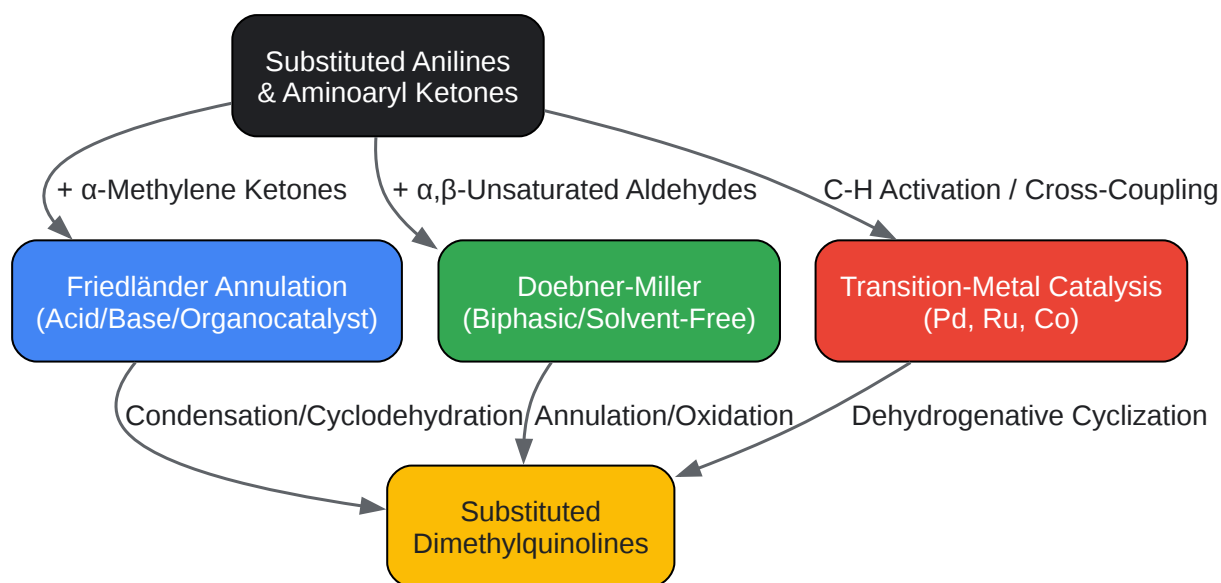 Substituted Anilines
& Aminoaryl Ketones
+ α-Methylene Ketones
+ α,β-Unsaturated Aldehydes
C-H Activation / Cross-Coupling
Friedländer Annulation
(Acid/Base/Organocatalyst)
Doebner-Miller
(Biphasic/Solvent-Free)
Transition-Metal Catalysis
(Pd, Ru, Co)
Condensation/Cyclodehydration
Annulation/Oxidation
Dehydrogenative Cyclization
Substituted
Dimethylquinolines